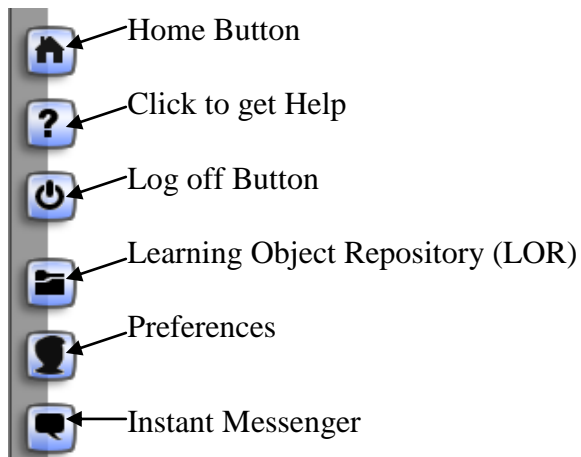 Home Button
?
Click to get Help
Log off Button
Learning Object Repository (LOR)
Preferences
Instant Messenger